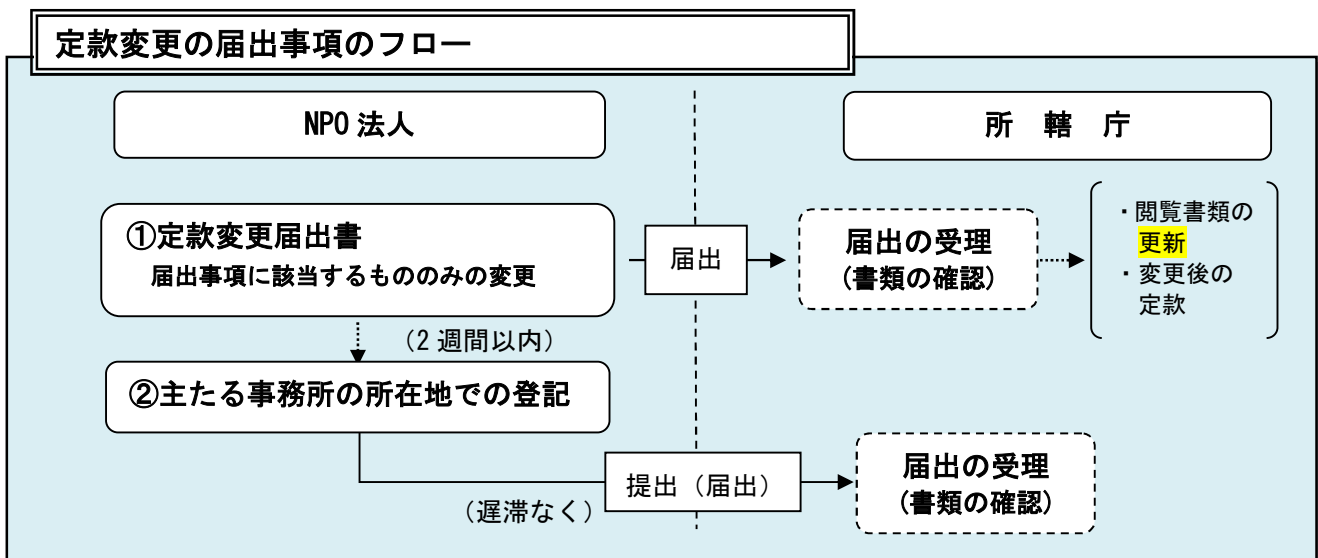 定款変更の届出事項のフロー
NPO 法人
所 轄 庁
①定款変更届出書
届出事項に該当するもののみの変更
届出
届出の受理
(書類の確認)
・閲覧書類の
更新
・変更後の
定款
（2 週間以内）
②主たる事務所の所在地での登記
提出（届出）
（遅滞なく）
届出の受理
(書類の確認)